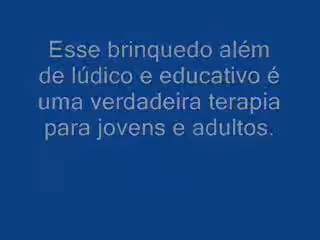 Esse brinquedo além
de lúdico e educativo é
uma verdadeira terapia
para jovens e adultos.